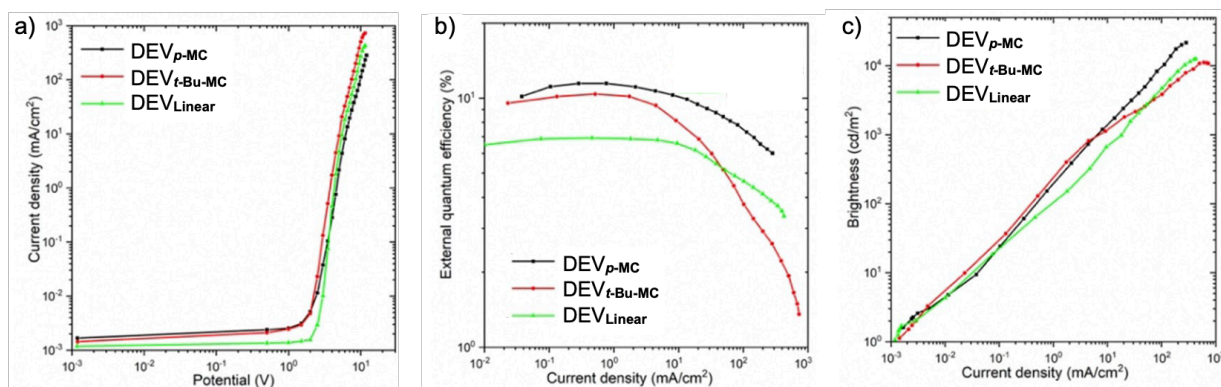 a)
10³
10²
10¹
10⁰
10⁻¹
10⁻²
10⁻³
Current density (mA/cm²)
DEVp-MC
DEVt-Bu-MC
DEVLinear
10⁻³ 10⁻² 10⁻¹ 10⁰ 10¹
Potential (V)
b)
10¹
10⁰
External quantum efficiency (%)
DEVp-MC
DEVt-Bu-MC
DEVLinear
10⁻² 10⁻¹ 10⁰ 10¹ 10² 10³
Current density (mA/cm²)
c)
10⁴
10³
10²
10¹
10⁰
Brightness (cd/m²)
DEVp-MC
DEVt-Bu-MC
DEVLinear
10⁻³ 10⁻² 10⁻¹ 10⁰ 10¹ 10² 10³
Current density (mA/cm²)